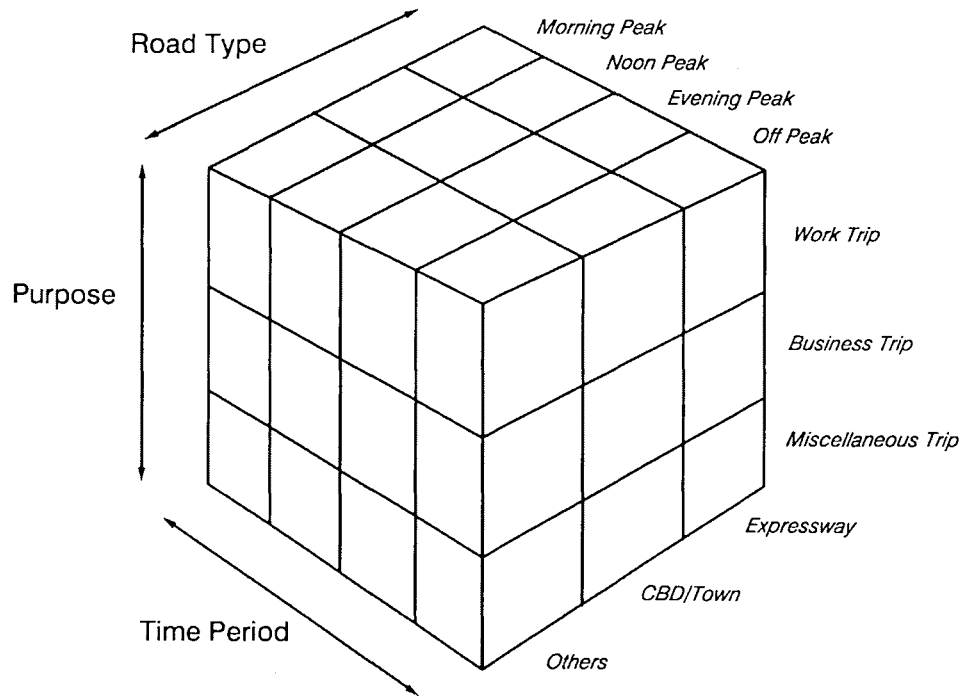 Morning Peak
Road Type
Noon Peak
Evening Peak
Off Peak
Work Trip
Purpose
Business Trip
Miscellaneous Trip
Expressway
CBD/Town
Time Period
Others